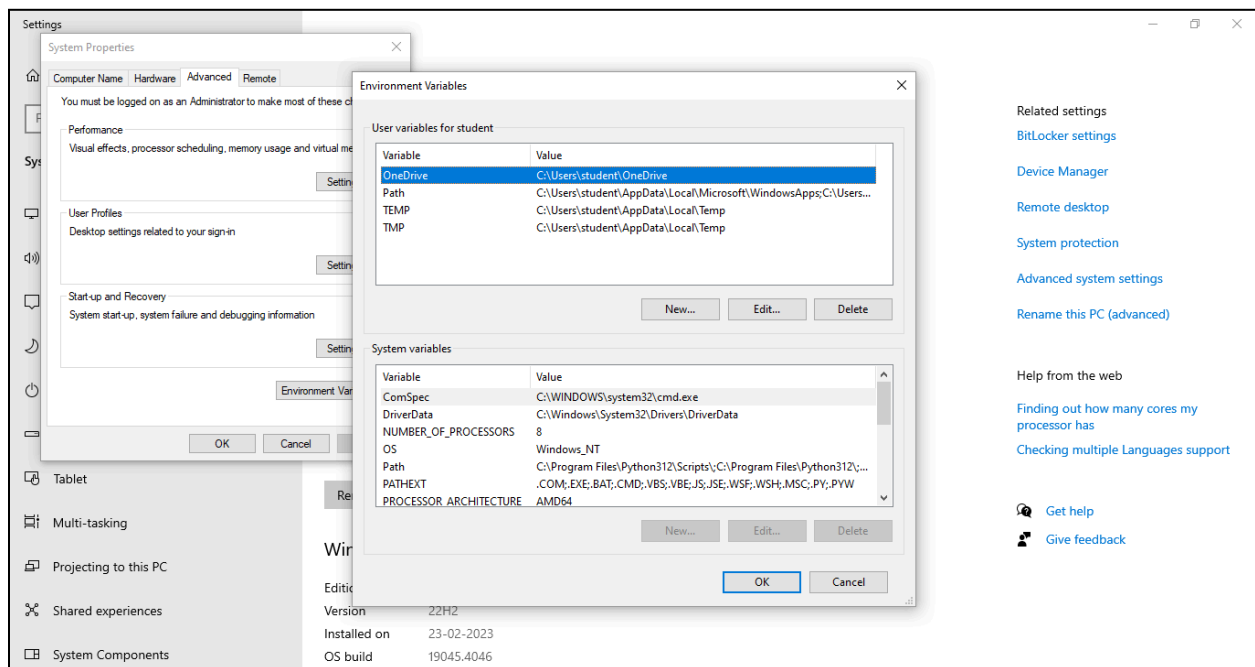 Settings
System Properties
Computer Name Hardware Advanced Remote
You must be logged on as an Administrator to make most of these
Performance
Visual effects, processor scheduling, memory usage and virtual
User Profiles
Desktop settings related to your sign-in
Start-up and Recovery
System start-up, system failure and debugging information
Environment
OK Cancel
Environment Variables
User variables for student
Variable Value
OneDrive C:\Users\student\OneDrive
Path C:\Users\student\AppData\Local\Microsoft\WindowsApps;C:\Users...
TEMP C:\Users\student\AppData\Local\Temp
TMP C:\Users\student\AppData\Local\Temp
New... Edit... Delete
System variables
Variable Value
ComSpec C:\WINDOWS\system32\cmd.exe
DriverData C:\Windows\System32\Drivers\DriverData
NUMBER_OF_PROCESSORS 8
OS Windows_NT
Path C:\Program Files\Python312\Scripts\;C:\Program Files\Python312\;...
PATHEXT .COM;.EXE;.BAT;.CMD;.VBS;.VBE;.JS;.JSE;.WSF;.WSH;.MSC;.PY;.PYW
PROCESSOR_ARCHITECTURE AMD64
New... Edit... Delete
OK Cancel
Tablet
Multi-tasking
Projecting to this PC
Shared experiences
System Components
Version 22H2
Installed on 23-02-2023
OS build 19045.4046
Related settings
BitLocker settings
Device Manager
Remote desktop
System protection
Advanced system settings
Rename this PC (advanced)
Help from the web
Finding out how many cores my
processor has
Checking multiple Languages support
Get help
Give feedback